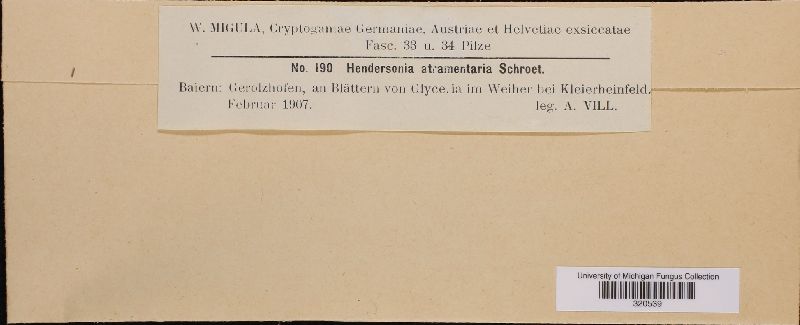 W. MIGULA, Cryptogamae Germaniae, Austriae et Helvetiae exsiccatae
Fasc. 33 u. 34 Pilze
No. 190 Hendersonia atramentaria Schroet.
Baiern: Gerolzhofen, an Blättern von Glyceria im Weiher bei Kleinrheinfeld.
Februar 1907. leg. A. VILL.
University of Michigan Fungus Collection
320539